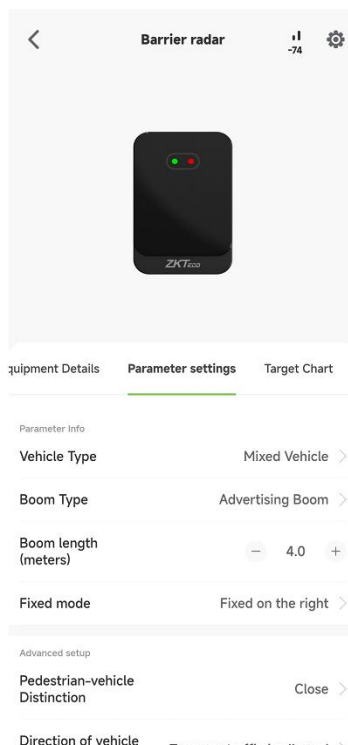 Barrier radar
-74
ZKTECO
quipment Details Parameter settings Target Chart
Parameter Info
Vehicle Type Mixed Vehicle
Boom Type Advertising Boom
Boom length
(meters) − 4.0 +
Fixed mode Fixed on the right
Advanced setup
Pedestrian-vehicle
Distinction Close
Direction of vehicle